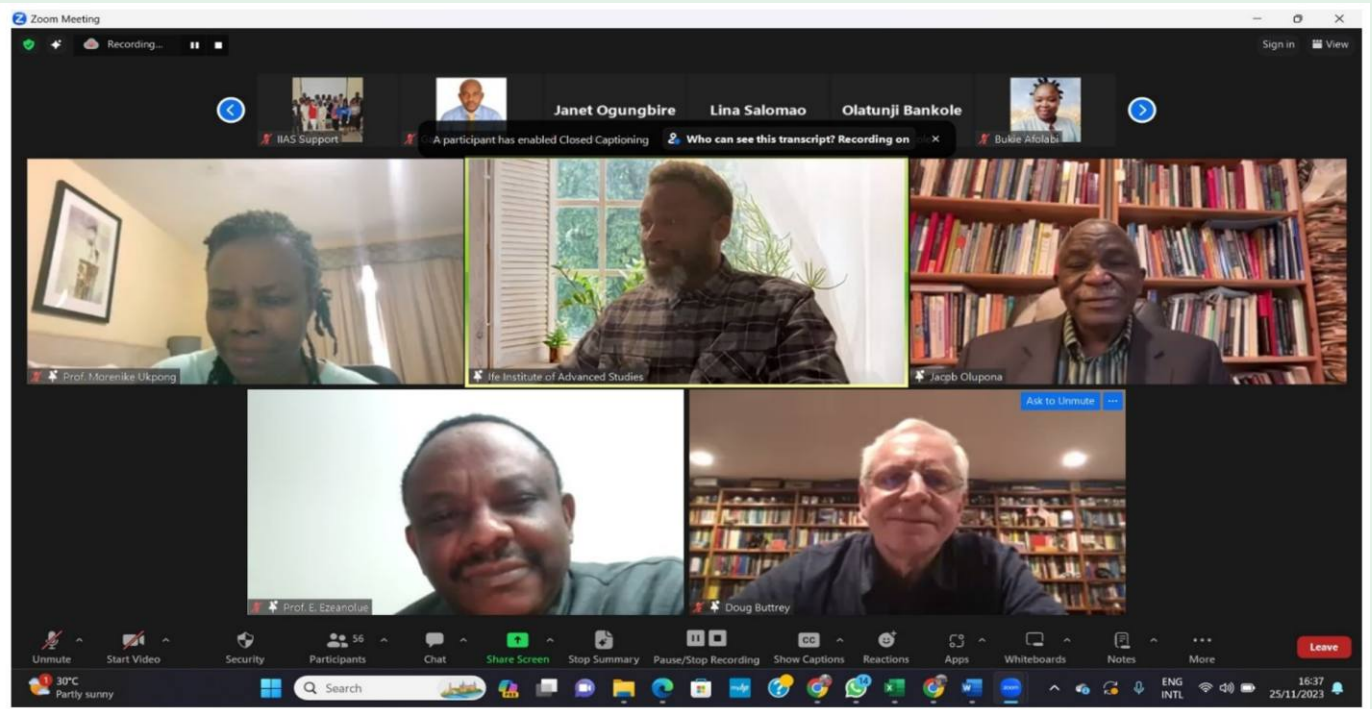 Zoom Meeting
Recording...
Sign in
View
Janet Ogungbire
Lina Salomao
Olatunji Bankole
IIAS Support
A participant has enabled Closed Captioning
Who can see this transcript? Recording on
Bukie Afolabi
Prof. Morenike Ukpong
Ife Institute of Advanced Studies
Jacob Olupona
Ask to Unmute
Prof. E. Ezeanolue
Doug Buttrey
56
CC
Unmute
Start Video
Security
Participants
Chat
Share Screen
Stop Summary
Pause/Stop Recording
Show Captions
Reactions
Apps
Whiteboards
Notes
More
Leave
1
30°C
Partly sunny
Search
14
zoom
ENG
INTL
16:37
25/11/2023